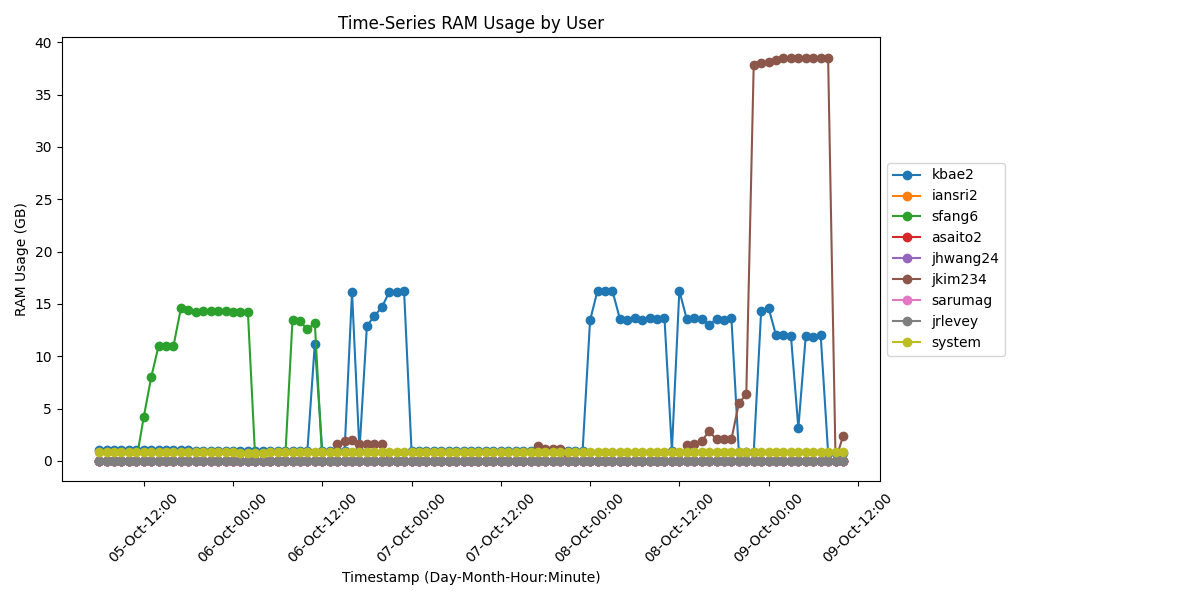 Time-Series RAM Usage by User
RAM Usage (GB)
40
35
30
25
20
15
10
5
0
05-Oct-12:00
06-Oct-00:00
06-Oct-12:00
07-Oct-00:00
07-Oct-12:00
08-Oct-00:00
08-Oct-12:00
09-Oct-00:00
09-Oct-12:00
Timestamp (Day-Month-Hour:Minute)
kbae2
iansri2
sfang6
asaito2
jhwang24
jkim234
sarumag
jrlevey
system